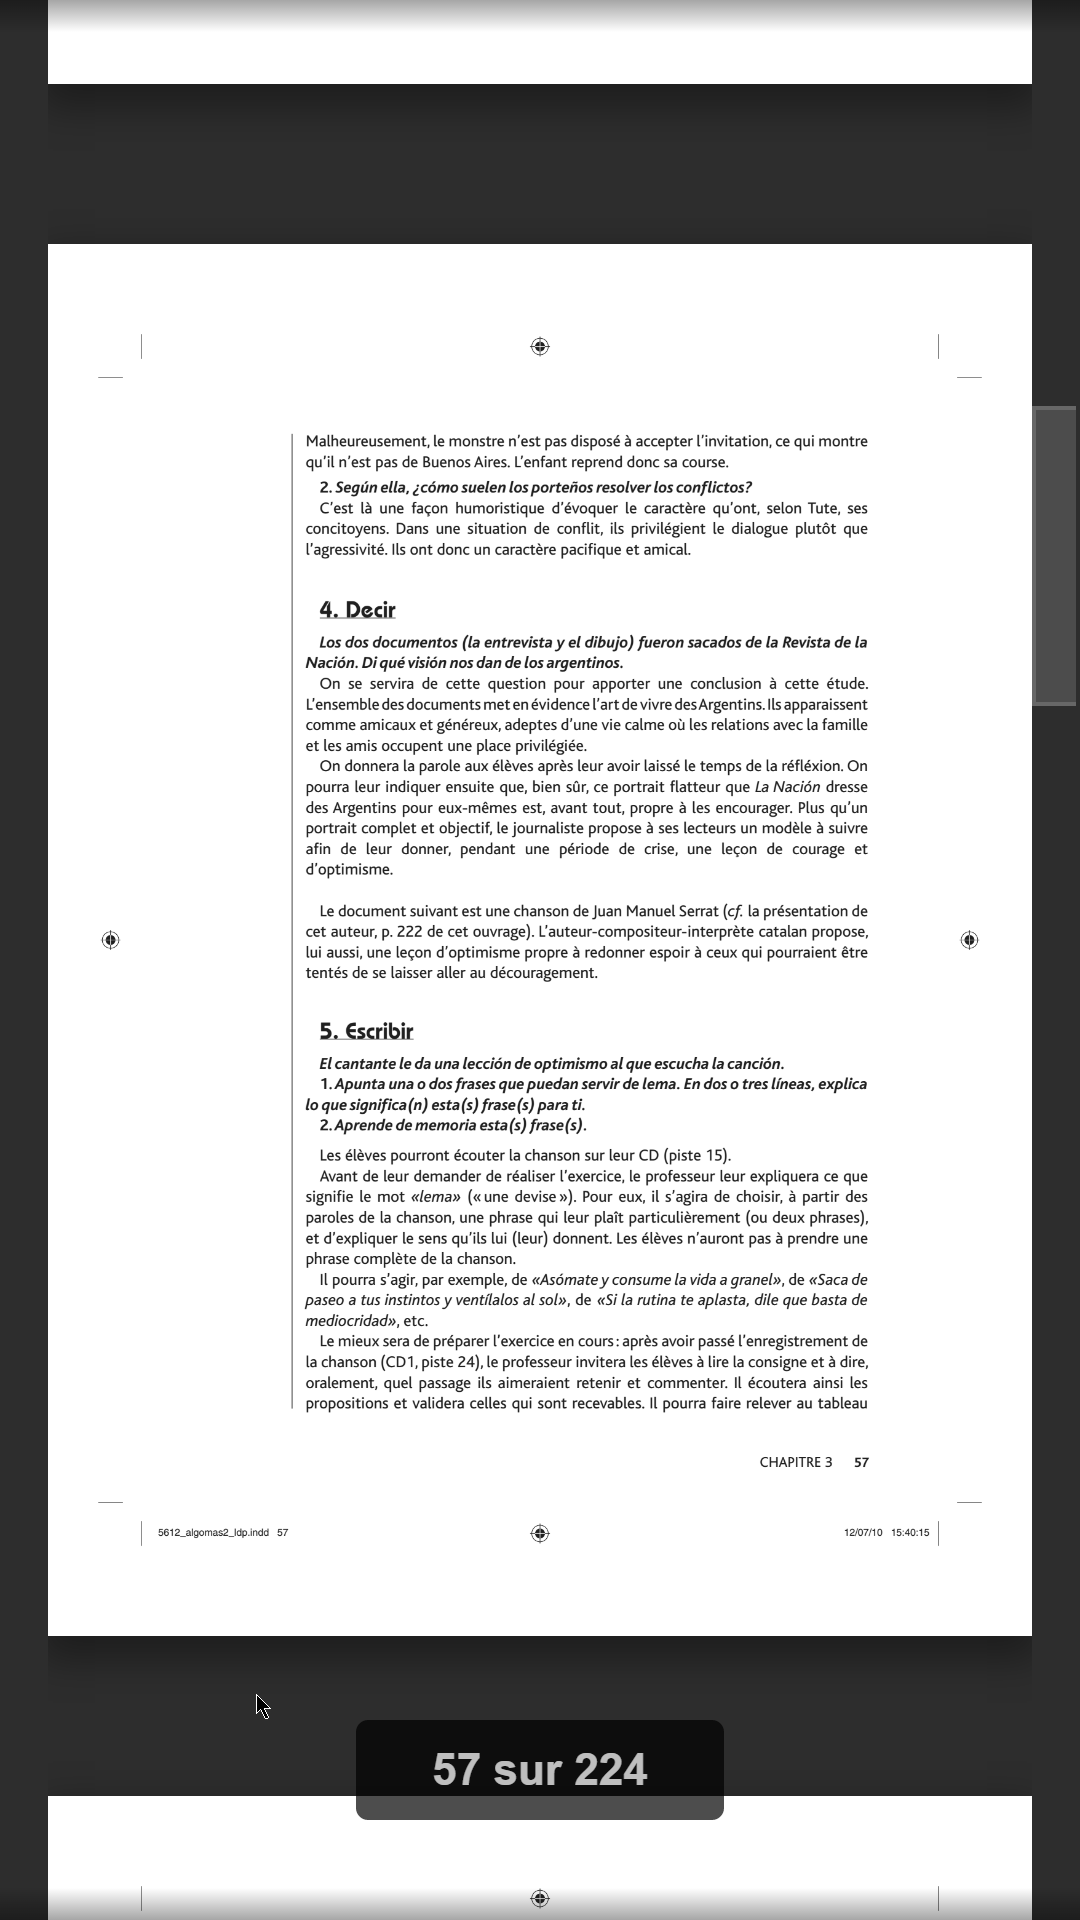 Malheureusement, le monstre n'est pas disposé à accepter l'invitation, ce qui montre
qu'il n'est pas de Buenos Aires. L'enfant reprend donc sa course.
2. Según ella, ¿cómo suelen los porteños resolver los conflictos?
C'est là une façon humoristique d'évoquer le caractère qu'ont, selon Tute, ses
concitoyens. Dans une situation de conflit, ils privilégient le dialogue plutôt que
l'agressivité. Ils ont donc un caractère pacifique et amical.
4. Decir
Los dos documentos (la entrevista y el dibujo) fueron sacados de la Revista de la
Nación. Di qué visión nos dan de los argentinos.
On se servira de cette question pour apporter une conclusion à cette étude.
L'ensemble des documents met en évidence l'art de vivre des Argentins. Ils apparaissent
comme amicaux et généreux, adeptes d'une vie calme où les relations avec la famille
et les amis occupent une place privilégiée.
On donnera la parole aux élèves après leur avoir laissé le temps de la réfléxion. On
pourra leur indiquer ensuite que, bien sûr, ce portrait flatteur que La Nación dresse
des Argentins pour eux-mêmes est, avant tout, propre à les encourager. Plus qu'un
portrait complet et objectif, le journaliste propose à ses lecteurs un modèle à suivre
afin de leur donner, pendant une période de crise, une leçon de courage et
d'optimisme.
Le document suivant est une chanson de Juan Manuel Serrat (cf. la présentation de
cet auteur, p. 222 de cet ouvrage). L'auteur-compositeur-interprète catalan propose,
lui aussi, une leçon d'optimisme propre à redonner espoir à ceux qui pourraient être
tentés de se laisser aller au découragement.
5. Escribir
El cantante le da una lección de optimismo al que escucha la canción.
1. Apunta una o dos frases que puedan servir de lema. En dos o tres líneas, explica
lo que significa(n) esta(s) frase(s) para ti.
2. Aprende de memoria esta(s) frase(s).
Les élèves pourront écouter la chanson sur leur CD (piste 15).
Avant de leur demander de réaliser l'exercice, le professeur leur expliquera ce que
signifie le mot «lema» (« une devise »). Pour eux, il s'agira de choisir, à partir des
paroles de la chanson, une phrase qui leur plaît particulièrement (ou deux phrases),
et d'expliquer le sens qu'ils lui (leur) donnent. Les élèves n'auront pas à prendre une
phrase complète de la chanson.
Il pourra s'agir, par exemple, de «Asómate y consume la vida a granel», de «Saca de
paseo a tus instintos y ventílalos al sol», de «Si la rutina te aplasta, dile que basta de
mediocridad», etc.
Le mieux sera de préparer l'exercice en cours : après avoir passé l'enregistrement de
la chanson (CD1, piste 24), le professeur invitera les élèves à lire la consigne et à dire,
oralement, quel passage ils aimeraient retenir et commenter. Il écoutera ainsi les
propositions et validera celles qui sont recevables. Il pourra faire relever au tableau
CHAPITRE 3 57
5612_algomas2_ldp.indd 57 12/07/10 15:40:15
57 sur 224